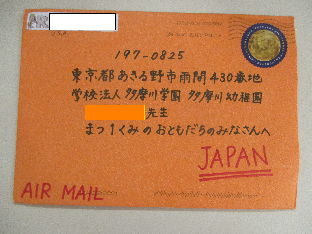 197-0825
東京都あきる野市雨間430番地
学校法人 多摩川学園 多摩川幼稚園
先生
まつ1くみのおともだちのみなさんへ
JAPAN
AIR MAIL